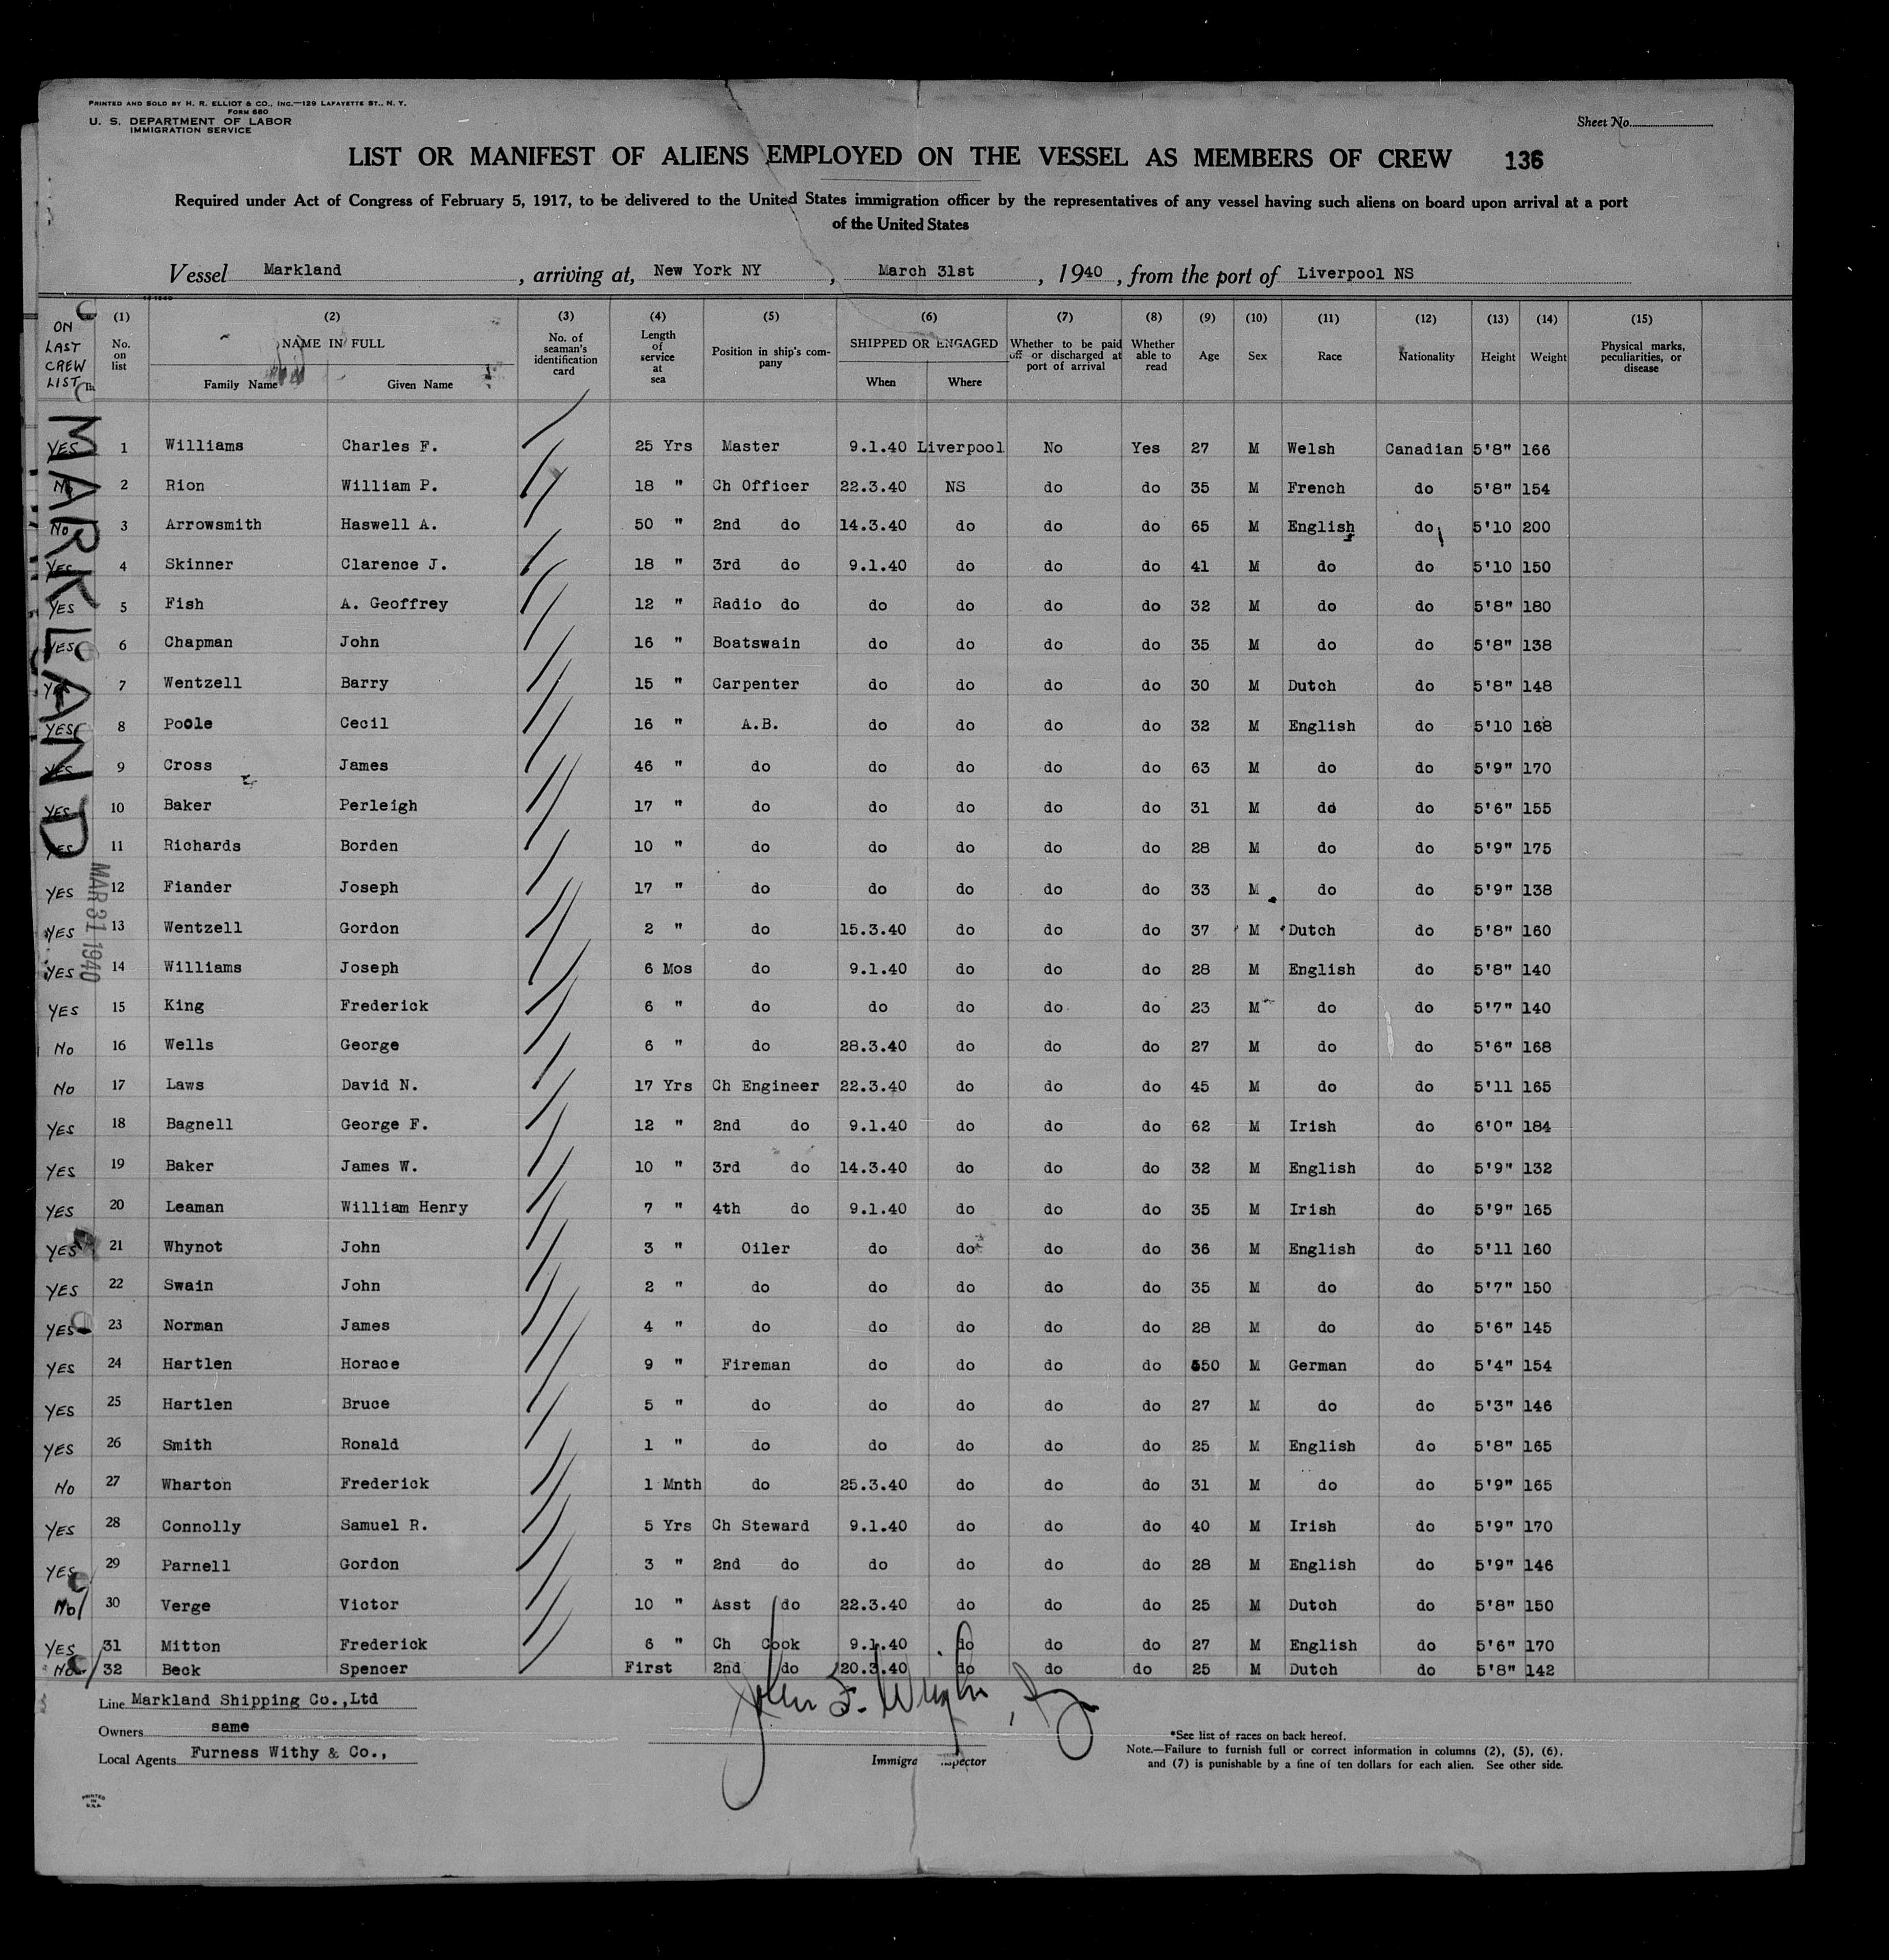 PRINTED AND SOLD BY H. R. ELLIOT & CO., INC.—129 LAFAYETTE ST., N. Y.
FORM 680
U. S. DEPARTMENT OF LABOR
IMMIGRATION SERVICE
Sheet No.
LIST OR MANIFEST OF ALIENS EMPLOYED ON THE VESSEL AS MEMBERS OF CREW 136
Required under Act of Congress of February 5, 1917, to be delivered to the United States immigration officer by the representatives of any vessel having such aliens on board upon arrival at a port
of the United States
Vessel Markland, arriving at, New York NY, March 31st, 1940, from the port of Liverpool NS
ON LAST CREW LIST (1) No. on list (2) NAME IN FULL Family Name Given Name (3) No. of seaman's identification card (4) Length of service at sea (5) Position in ship's company (6) SHIPPED OR ENGAGED When Where (7) Whether to be paid off or discharged at port of arrival (8) Whether able to read (9) Age (10) Sex (11) Race (12) Nationality (13) Height (14) Weight (15) Physical marks, peculiarities, or disease
MARKLAND
MAR 31 1940
YES 1 Williams Charles F. 25 Yrs Master 9.1.40 Liverpool No Yes 27 M Welsh Canadian 5'8" 166
No 2 Rion William P. 18 " Ch Officer 22.3.40 NS do do 35 M French do 5'8" 154
No 3 Arrowsmith Haswell A. 50 " 2nd do 14.3.40 do do do 65 M English do 5'10 200
YES 4 Skinner Clarence J. 18 " 3rd do 9.1.40 do do do 41 M do do 5'10 150
YES 5 Fish A. Geoffrey 12 " Radio do do do do do 32 M do do 5'8" 180
YES 6 Chapman John 16 " Boatswain do do do do 35 M do do 5'8" 138
YES 7 Wentzell Barry 15 " Carpenter do do do do 30 M Dutch do 5'8" 148
YES 8 Poole Cecil 16 " A.B. do do do do 32 M English do 5'10 168
YES 9 Cross James 46 " do do do do do 63 M do do 5'9" 170
YES 10 Baker Perleigh 17 " do do do do do 31 M do do 5'6" 155
YES 11 Richards Borden 10 " do do do do do 28 M do do 5'9" 175
YES 12 Fiander Joseph 17 " do do do do do 33 M do do 5'9" 138
YES 13 Wentzell Gordon 2 " do 15.3.40 do do do 37 M Dutch do 5'8" 160
YES 14 Williams Joseph 6 Mos do 9.1.40 do do do 28 M English do 5'8" 140
YES 15 King Frederick 6 " do do do do do 23 M do do 5'7" 140
No 16 Wells George 6 " do 28.3.40 do do do 27 M do do 5'6" 168
No 17 Laws David N. 17 Yrs Ch Engineer 22.3.40 do do do 45 M do do 5'11 165
YES 18 Bagnell George F. 12 " 2nd do 9.1.40 do do do 62 M Irish do 6'0" 184
YES 19 Baker James W. 10 " 3rd do 14.3.40 do do do 32 M English do 5'9" 132
YES 20 Leaman William Henry 7 " 4th do 9.1.40 do do do 35 M Irish do 5'9" 165
YES 21 Whynot John 3 " Oiler do do do do 36 M English do 5'11 160
YES 22 Swain John 2 " do do do do do 35 M do do 5'7" 150
YES 23 Norman James 4 " do do do do do 28 M do do 5'6" 145
YES 24 Hartlen Horace 9 " Fireman do do do do 50 M German do 5'4" 154
YES 25 Hartlen Bruce 5 " do do do do do 27 M do do 5'3" 146
YES 26 Smith Ronald 1 " do do do do do 25 M English do 5'8" 165
No 27 Wharton Frederick 1 Mnth do 25.3.40 do do do 31 M do do 5'9" 165
YES 28 Connolly Samuel R. 5 Yrs Ch Steward 9.1.40 do do do 40 M Irish do 5'9" 170
YES 29 Parnell Gordon 3 " 2nd do do do do do 28 M English do 5'9" 146
No 30 Verge Victor 10 " Asst do 22.3.40 do do do 25 M Dutch do 5'8" 150
YES 31 Mitton Frederick 6 " Ch Cook 9.1.40 do do do 27 M English do 5'6" 170
No 32 Beck Spencer First 2nd do 20.3.40 do do do 25 M Dutch do 5'8" 142
Line Markland Shipping Co.,Ltd
Owners same
Local Agents Furness Withy & Co.,
John F.
*See list of races on back hereof.
Note.—Failure to furnish full or correct information in columns (2), (5), (6),
and (7) is punishable by a fine of ten dollars for each alien. See other side.
PRINTED IN U.S.A.